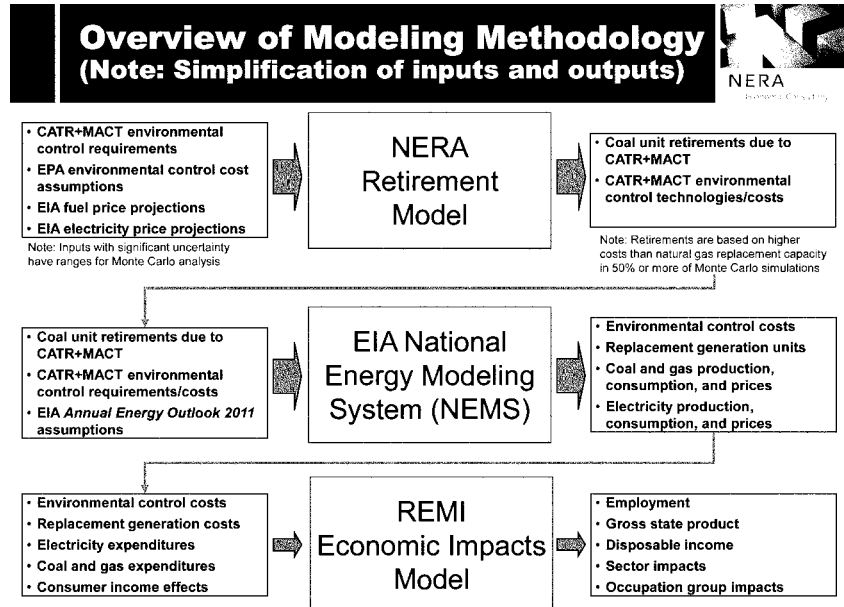 Overview of Modeling Methodology
(Note: Simplification of inputs and outputs)
NERA
Economic Consulting
• CATR+MACT environmental
control requirements
• EPA environmental control cost
assumptions
• EIA fuel price projections
• EIA electricity price projections
Note: Inputs with significant uncertainty
have ranges for Monte Carlo analysis
NERA
Retirement
Model
• Coal unit retirements due to
CATR+MACT
• CATR+MACT environmental
control technologies/costs
Note: Retirements are based on higher
costs than natural gas replacement capacity
in 50% or more of Monte Carlo simulations
• Coal unit retirements due to
CATR+MACT
• CATR+MACT environmental
control requirements/costs
• EIA Annual Energy Outlook 2011
assumptions
EIA National
Energy Modeling
System (NEMS)
• Environmental control costs
• Replacement generation units
• Coal and gas production,
consumption, and prices
• Electricity production,
consumption, and prices
• Environmental control costs
• Replacement generation costs
• Electricity expenditures
• Coal and gas expenditures
• Consumer income effects
REMI
Economic Impacts
Model
• Employment
• Gross state product
• Disposable income
• Sector impacts
• Occupation group impacts